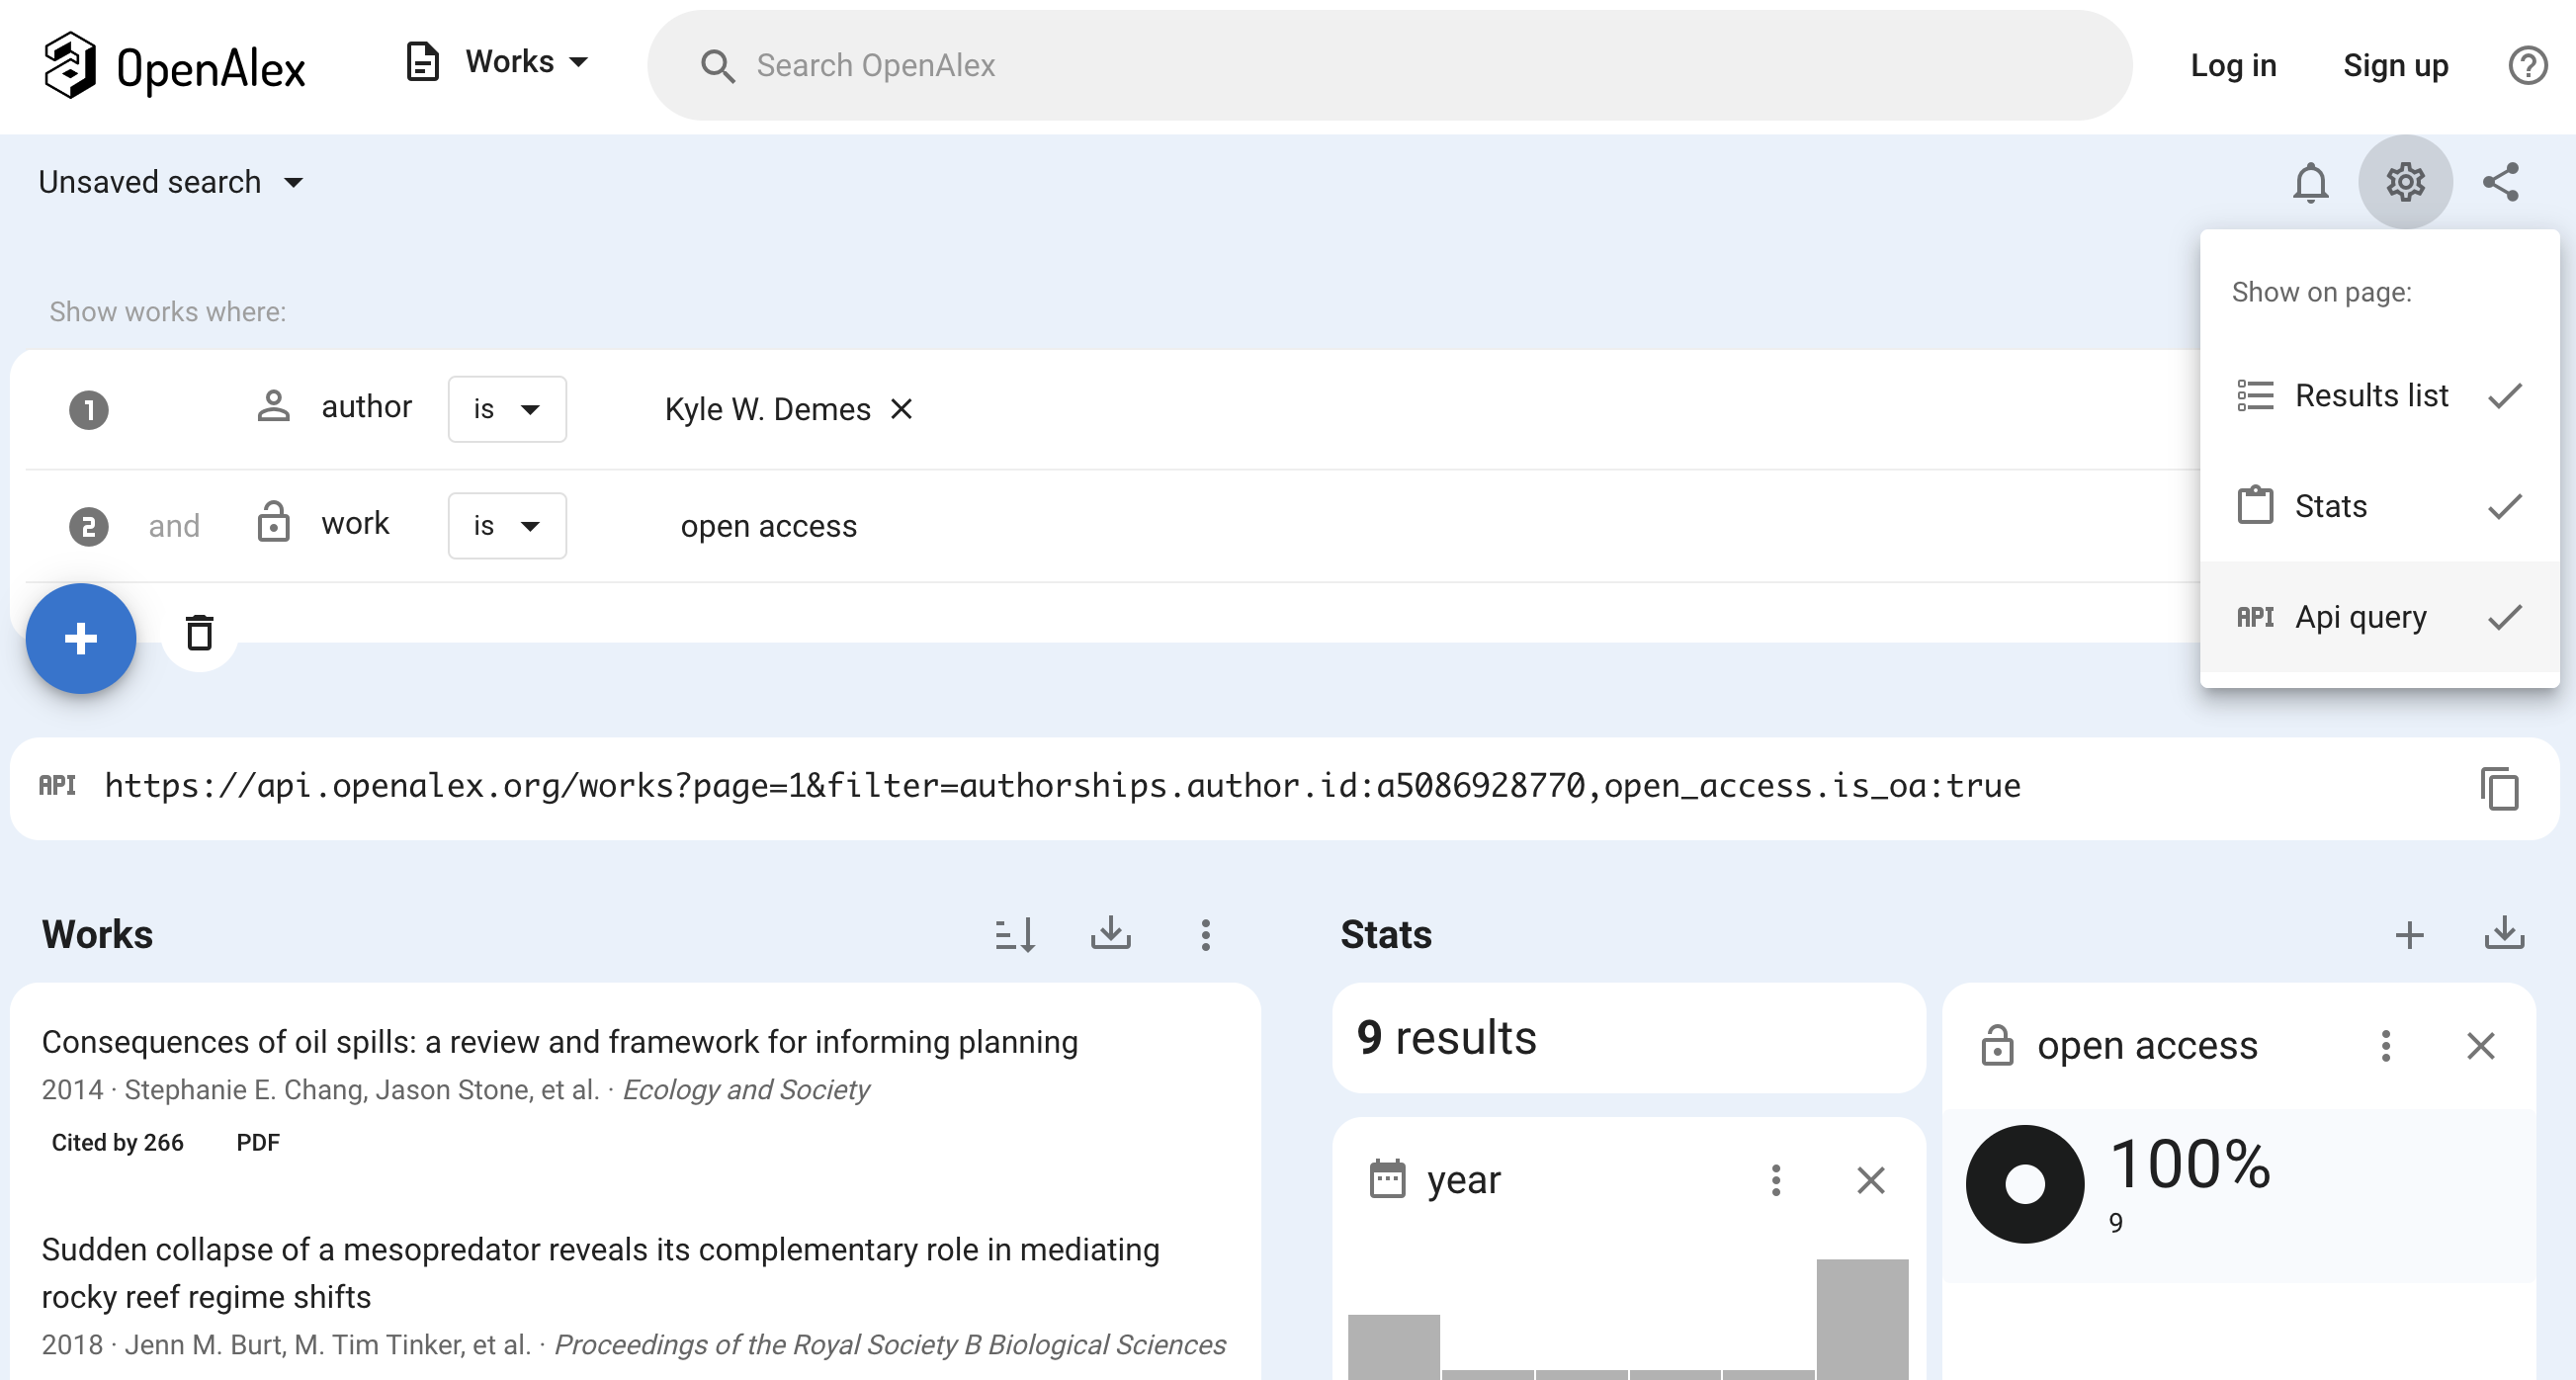 OpenAlex
Works
Search OpenAlex
Log in
Sign up
Unsaved search
Show on page:
Results list
Stats
API Api query
Show works where:
1 author is Kyle W. Demes
2 and work is open access
API https://api.openalex.org/works?page=1&filter=authorships.author.id:a5086928770,open_access.is_oa:true
Works
Consequences of oil spills: a review and framework for informing planning
2014 · Stephanie E. Chang, Jason Stone, et al. · Ecology and Society
Cited by 266 PDF
Sudden collapse of a mesopredator reveals its complementary role in mediating
rocky reef regime shifts
2018 · Jenn M. Burt, M. Tim Tinker, et al. · Proceedings of the Royal Society B Biological Sciences
Stats
9 results
year
open access
100%
9